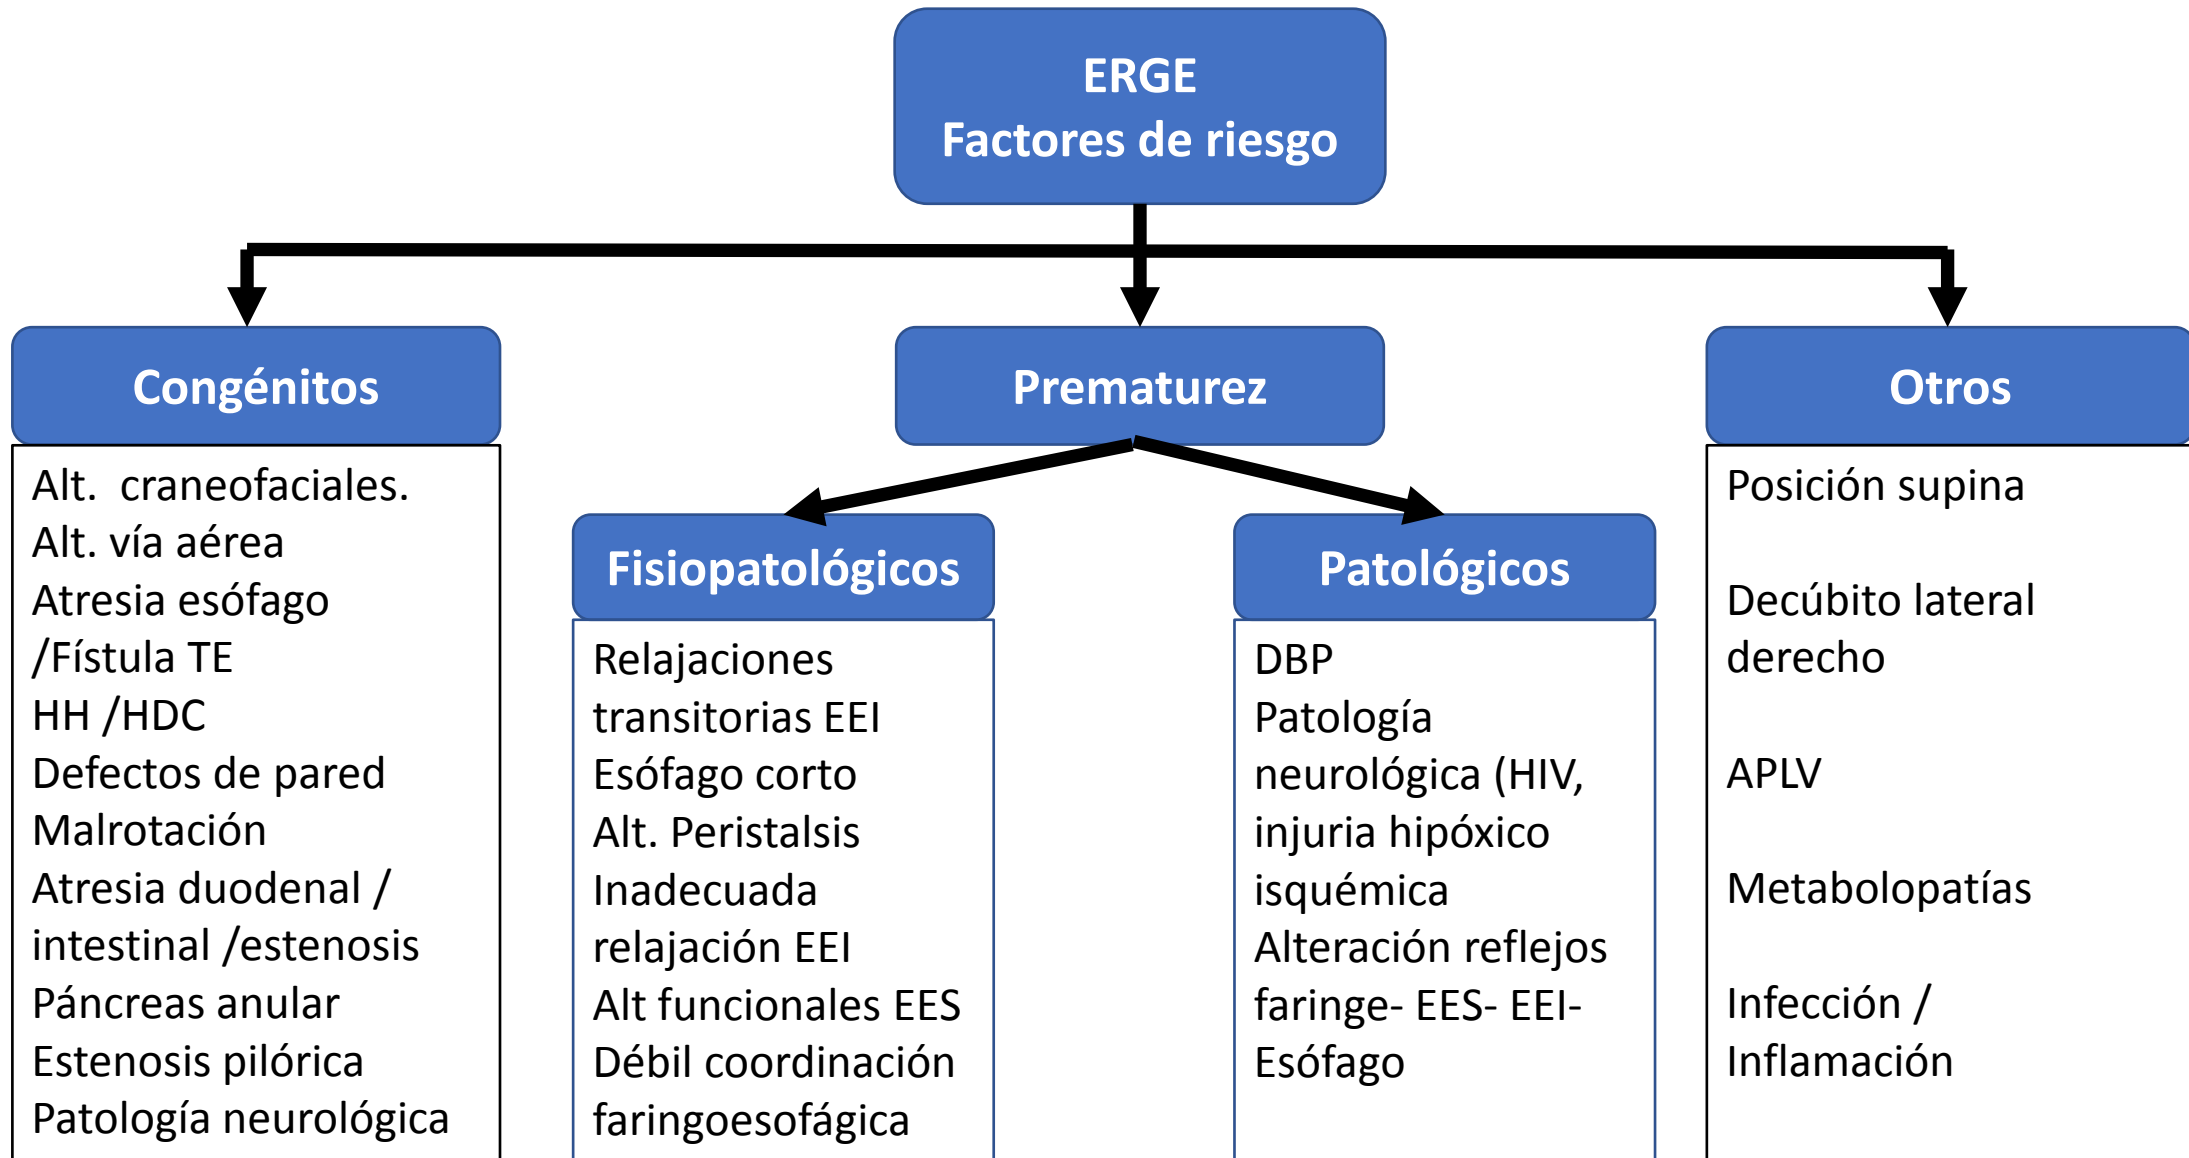 ERGE
Factores de riesgo
Congénitos
Alt.  craneofaciales.
Alt. vía aérea
Atresia esófago
/Fístula TE
HH /HDC
Defectos de pared
Malrotación
Atresia duodenal /
intestinal /estenosis
Páncreas anular
Estenosis pilórica
Patología neurológica
Prematurez
Fisiopatológicos
Relajaciones
transitorias EEI
Esófago corto
Alt. Peristalsis
Inadecuada
relajación EEI
Alt funcionales EES
Débil coordinación
faringoesofágica
Patológicos
DBP
Patología
neurológica (HIV,
injuria hipóxico
isquémica
Alteración reflejos
faringe- EES- EEI-
Esófago
Otros
Posición supina
Decúbito lateral
derecho
APLV
Metabolopatías
Infección /
Inflamación